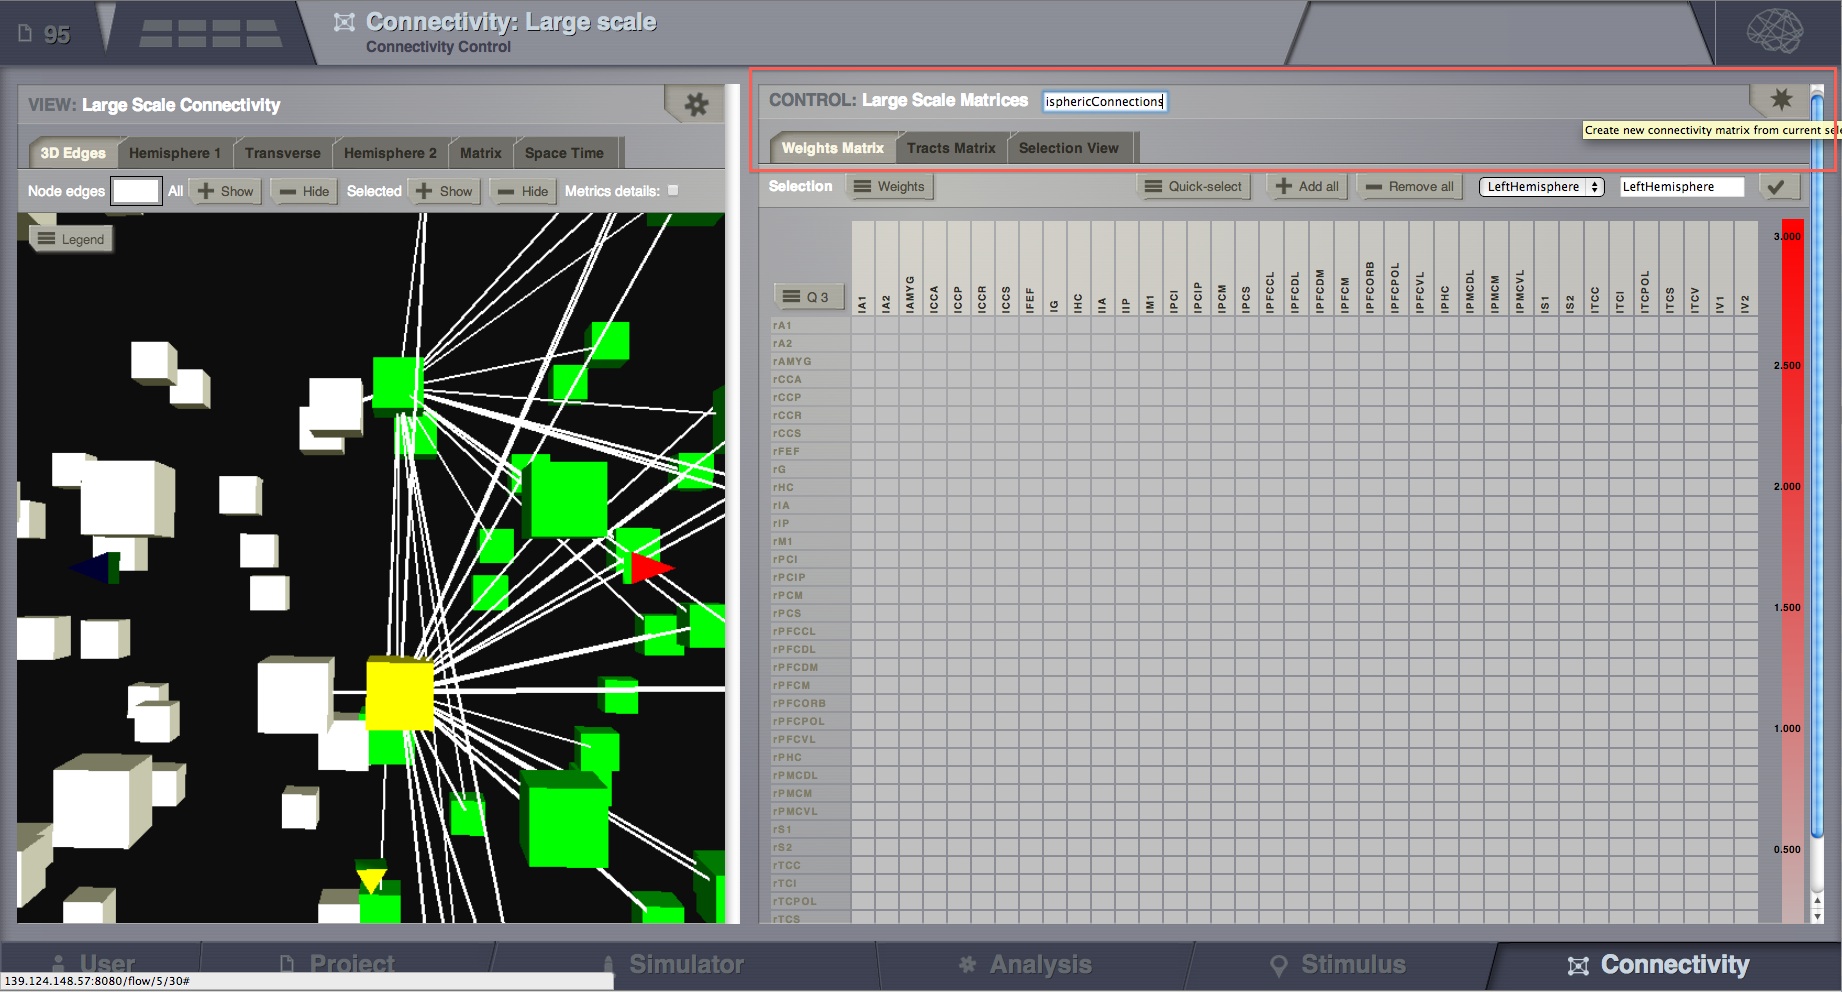 95
Connectivity: Large scale
Connectivity Control
VIEW: Large Scale Connectivity
3D Edges Hemisphere 1 Transverse Hemisphere 2 Matrix Space Time
Node edges All Show Hide Selected Show Hide Metrics details:
Legend
CONTROL: Large Scale Matrices isphericConnections
Create new connectivity matrix from current sele
Weights Matrix Tracts Matrix Selection View
Selection Weights Quick-select Add all Remove all LeftHemisphere LeftHemisphere
Q 3
lA1 lA2 lAMYG lCCA lCCP lCCR lCCS lFEF lG lHC lIA lIP lM1 lPCI lPCIP lPCM lPCS lPFCCL lPFCDL lPFCDM lPFCM lPFCORB lPFCPOL lPFCVL lPHC lPMCDL lPMCM lPMCVL lS1 lS2 lTCC lTCI lTCPOL lTCS lTCV lV1 lV2
rA1
rA2
rAMYG
rCCA
rCCP
rCCR
rCCS
rFEF
rG
rHC
rIA
rIP
rM1
rPCI
rPCIP
rPCM
rPCS
rPFCCL
rPFCDL
rPFCDM
rPFCM
rPFCORB
rPFCPOL
rPFCVL
rPHC
rPMCDL
rPMCM
rPMCVL
rS1
rS2
rTCC
rTCI
rTCPOL
rTCS
3.000
2.500
2.000
1.500
1.000
0.500
User Project Simulator Analysis Stimulus Connectivity
139.124.148.57:8080/flow/5/30#